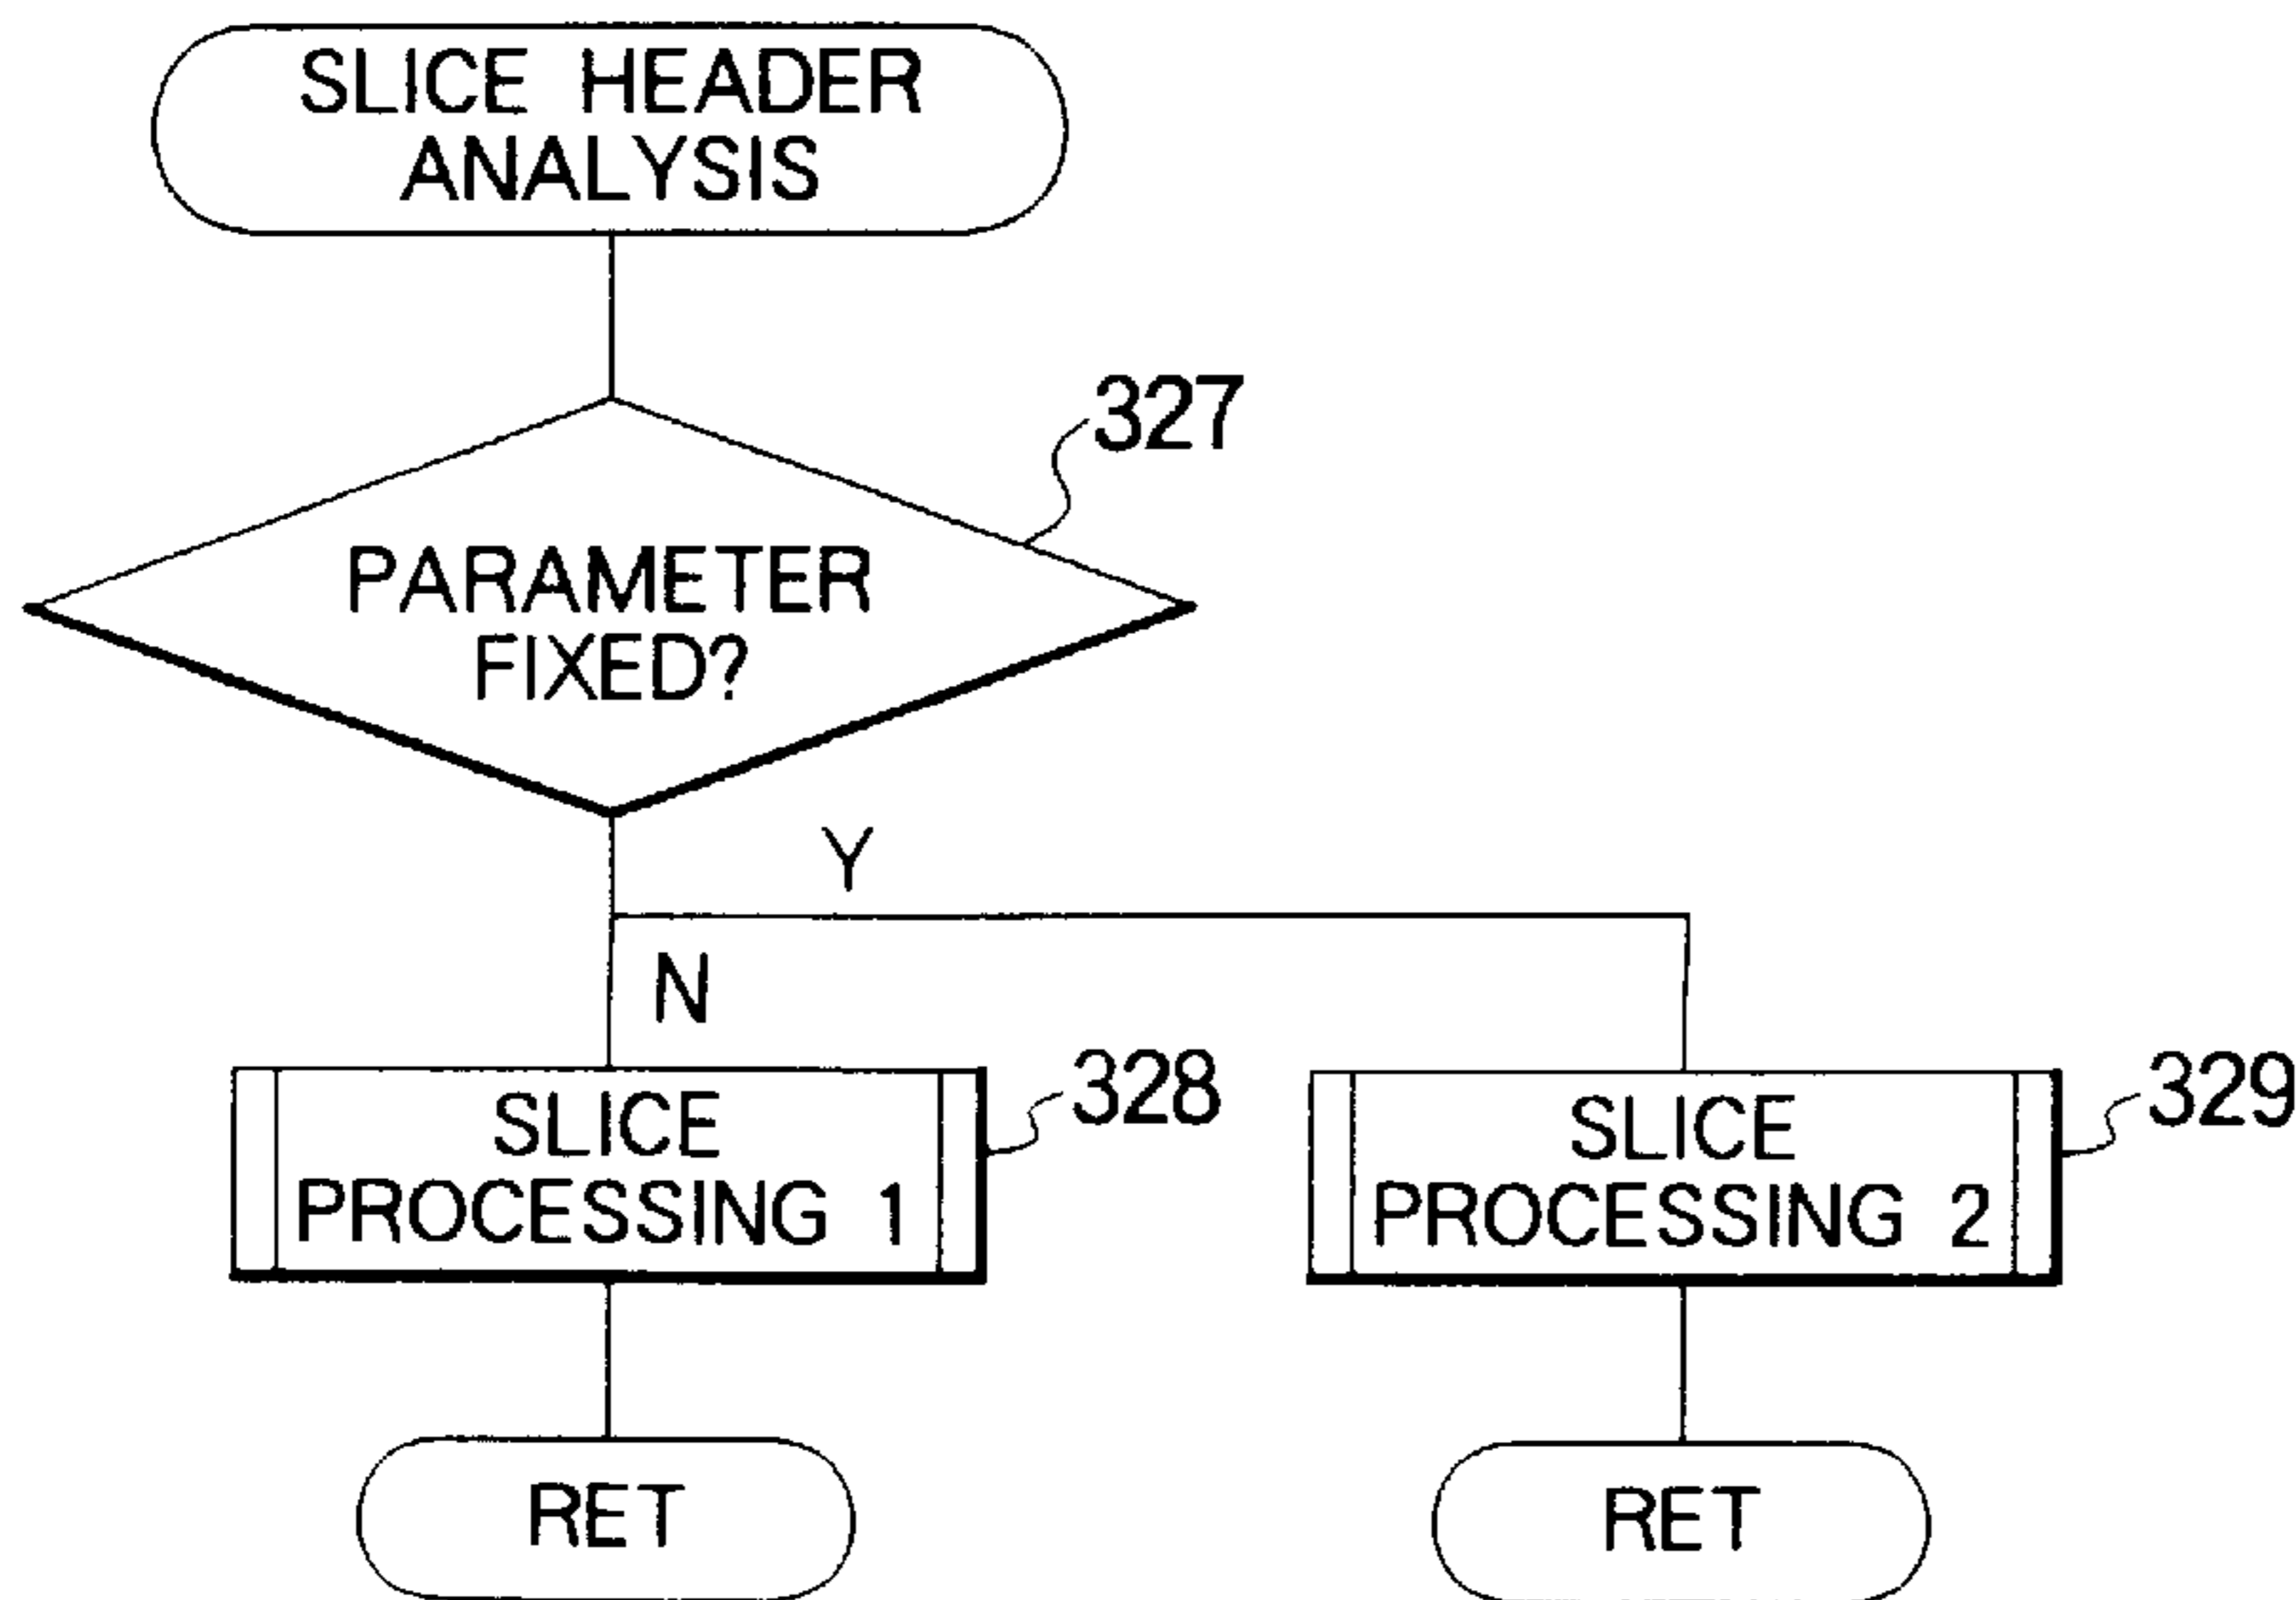 SLICE HEADER
ANALYSIS
327
PARAMETER
FIXED?
Y
N
SLICE
PROCESSING 1
328
SLICE
PROCESSING 2
329
RET
RET